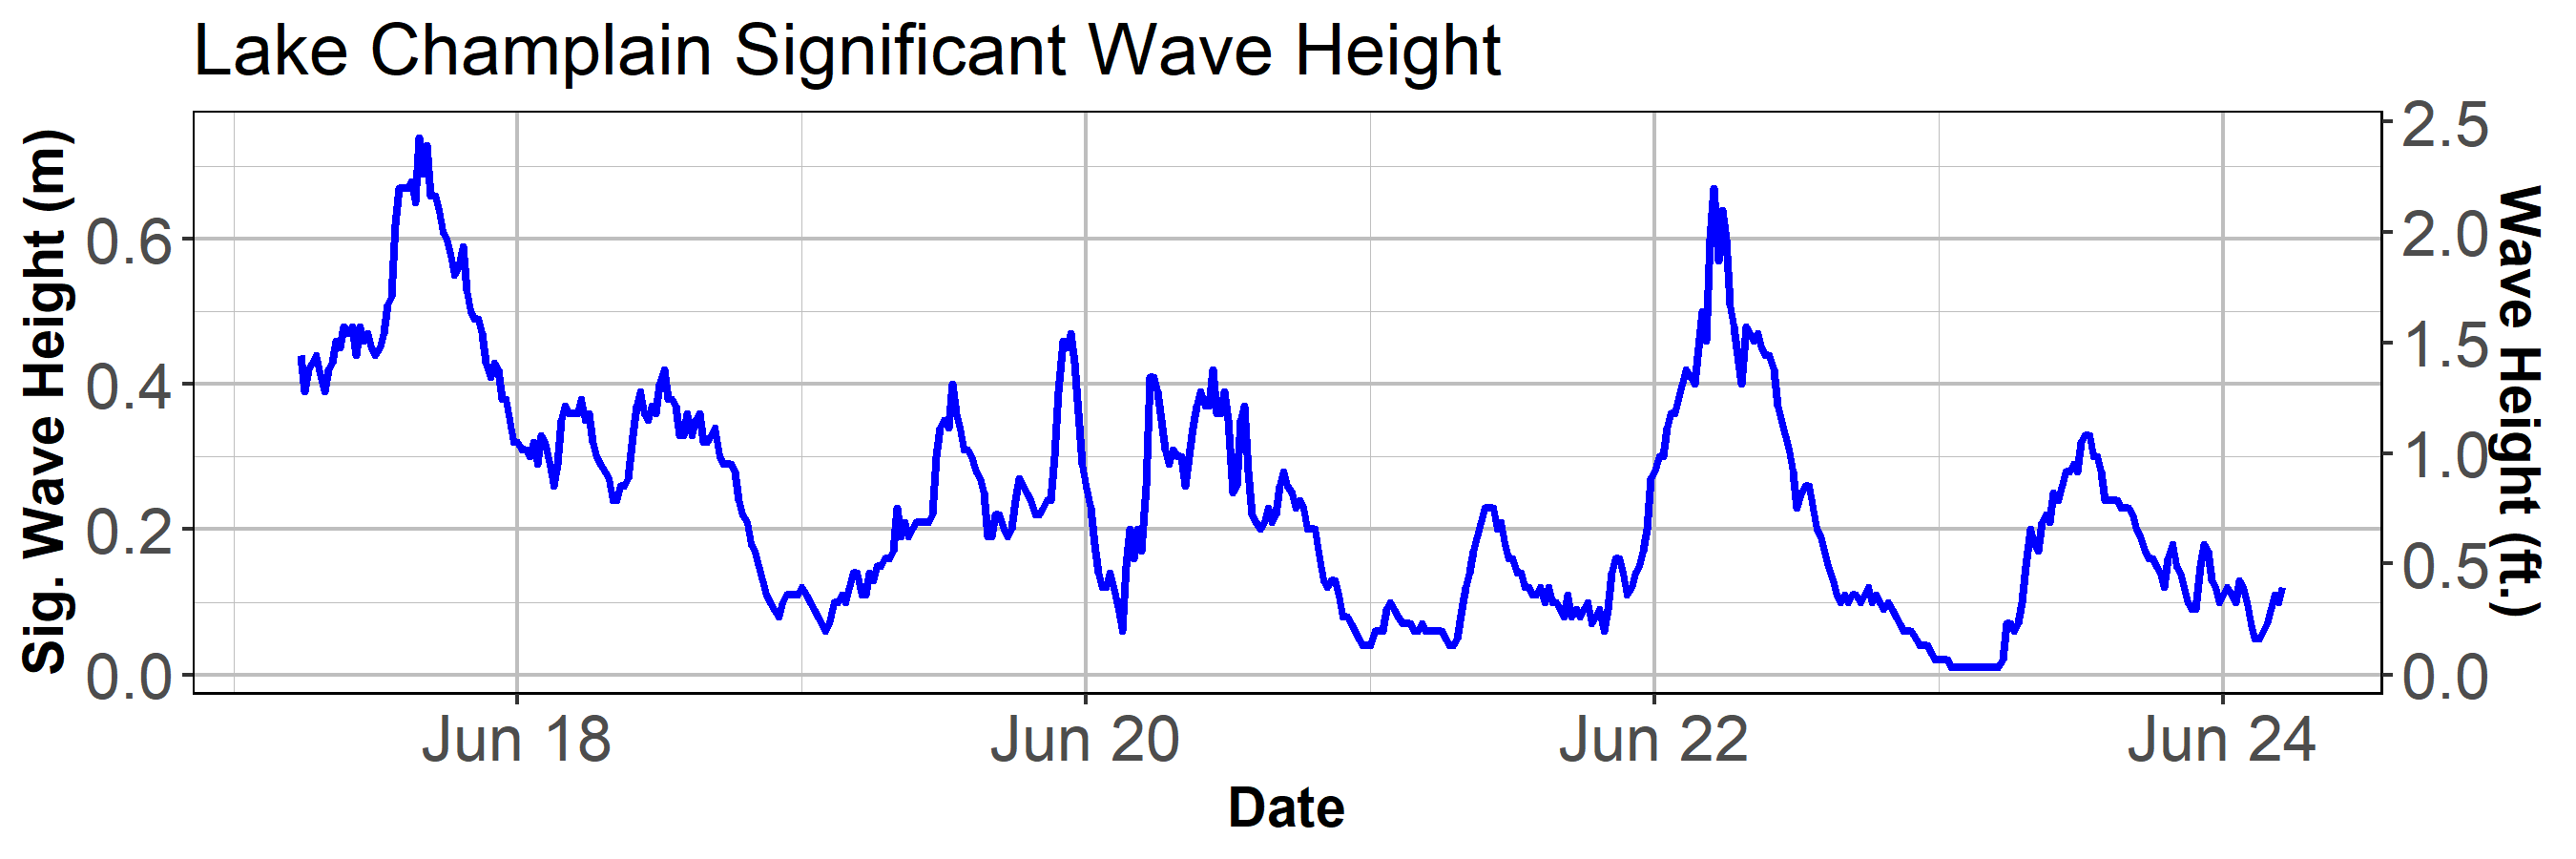 Lake Champlain Significant Wave Height
Sig. Wave Height (m)
0.6
0.4
0.2
0.0
2.5
2.0
1.5
1.0
0.5
0.0
Wave Height (ft.)
Jun 18 Jun 20 Jun 22 Jun 24
Date